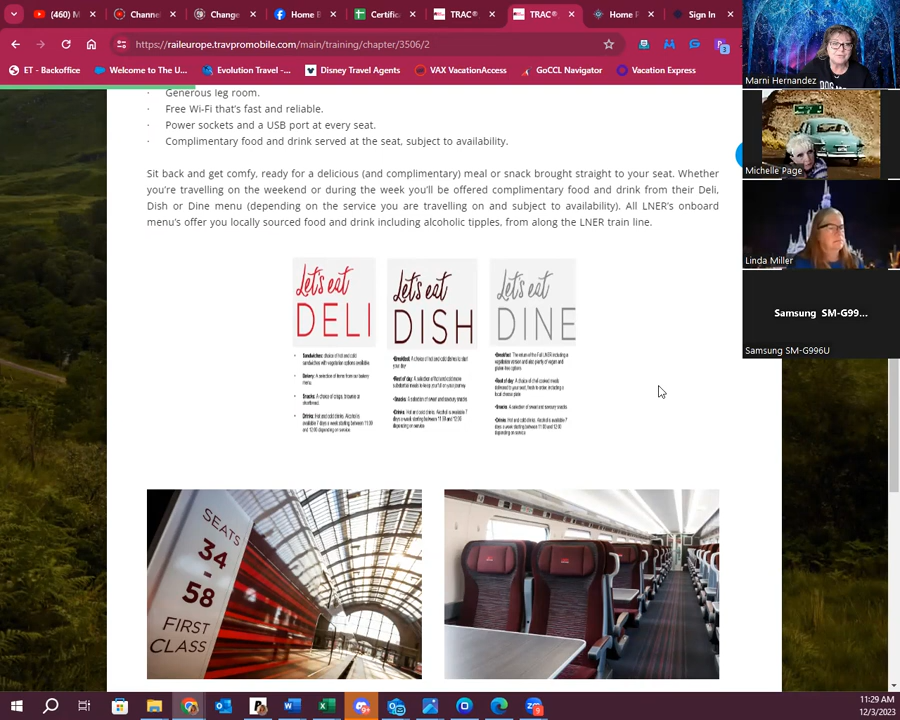 (460) M
Channel
Change
Home B
Certific
TRAC®
TRAC®
Home P
Sign In
https://raileurope.travpromobile.com/main/training/chapter/3506/2
3
ET - Backoffice
Welcome to The U...
Evolution Travel -...
Disney Travel Agents
VAX VacationAccess
GoCCL Navigator
Vacation Express
Marni Hernandez
Michelle Page
Linda Miller
Samsung SM-G99...
Samsung SM-G996U
· Generous leg room.
· Free Wi-Fi that's fast and reliable.
· Power sockets and a USB port at every seat.
· Complimentary food and drink served at the seat, subject to availability.
Sit back and get comfy, ready for a delicious (and complimentary) meal or snack brought straight to your seat. Whether
you're travelling on the weekend or during the week you'll be offered complimentary food and drink from their Deli,
Dish or Dine menu (depending on the service you are travelling on and subject to availability). All LNER's onboard
menu's offer you locally sourced food and drink including alcoholic tipples, from along the LNER train line.
Let's eat
DELI
Let's eat
DISH
Let's eat
DINE
SEATS
34
-
58
FIRST
CLASS
11:29 AM
12/3/2023